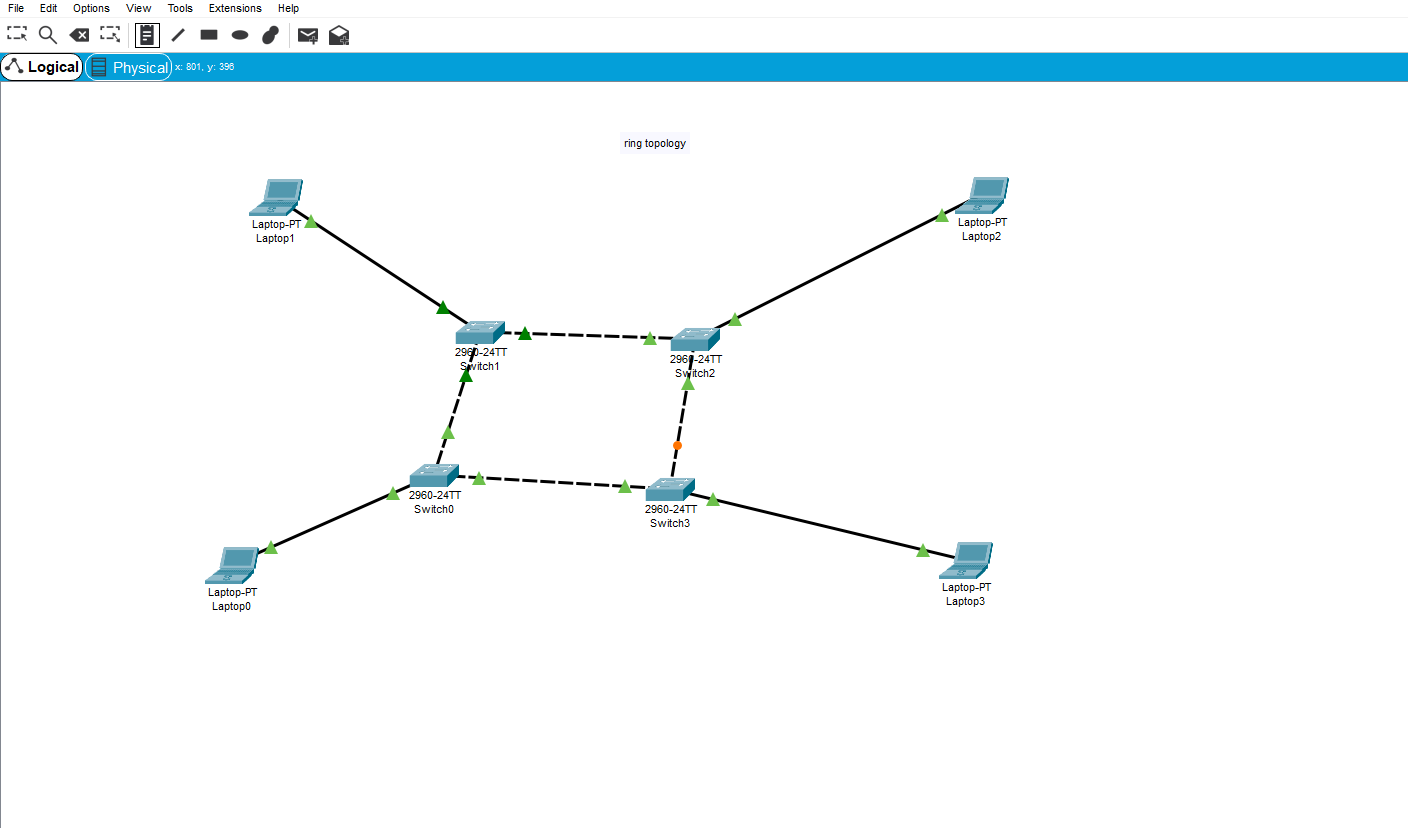 File Edit Options View Tools Extensions Help
Logical Physical x: 801, y: 396
ring topology
Laptop-PT
Laptop1
Laptop-PT
Laptop2
2960-24TT
Switch1
2960-24TT
Switch2
2960-24TT
Switch0
2960-24TT
Switch3
Laptop-PT
Laptop0
Laptop-PT
Laptop3